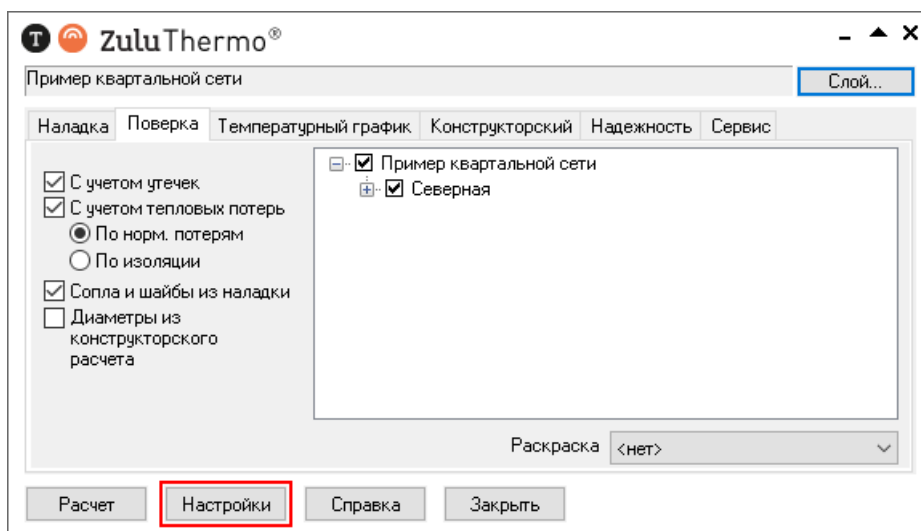 T ZuluThermo®
Пример квартальной сети
Слой...
Наладка Поверка Температурный график Конструкторский Надежность Сервис
С учетом утечек
С учетом тепловых потерь
По норм. потерям
По изоляции
Сопла и шайбы из наладки
Диаметры из
конструкторского
расчета
Пример квартальной сети
Северная
Раскраска <нет>
Расчет Настройки Справка Закрыть